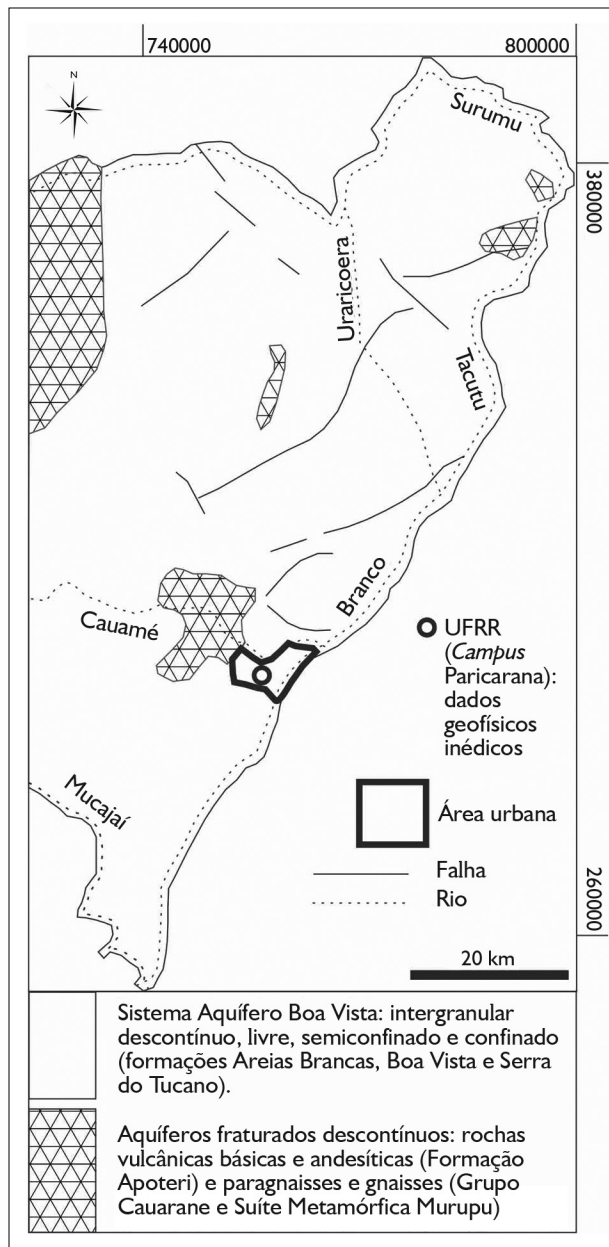 740000
800000
N
Surumu
380000
Uraricoera
Tacutu
Branco
Cauamé
UFRR
(Campus
Paricarana):
dados
geofísicos
inédicos
Mucajaí
Área urbana
Falha
Rio
260000
20 km
Sistema Aquífero Boa Vista: intergranular
descontínuo, livre, semiconfinado e confinado
(formações Areias Brancas, Boa Vista e Serra
do Tucano).
Aquíferos fraturados descontínuos: rochas
vulcânicas básicas e andesíticas (Formação
Apoteri) e paragnaisses e gnaisses (Grupo
Cauarane e Suíte Metamórfica Murupu)